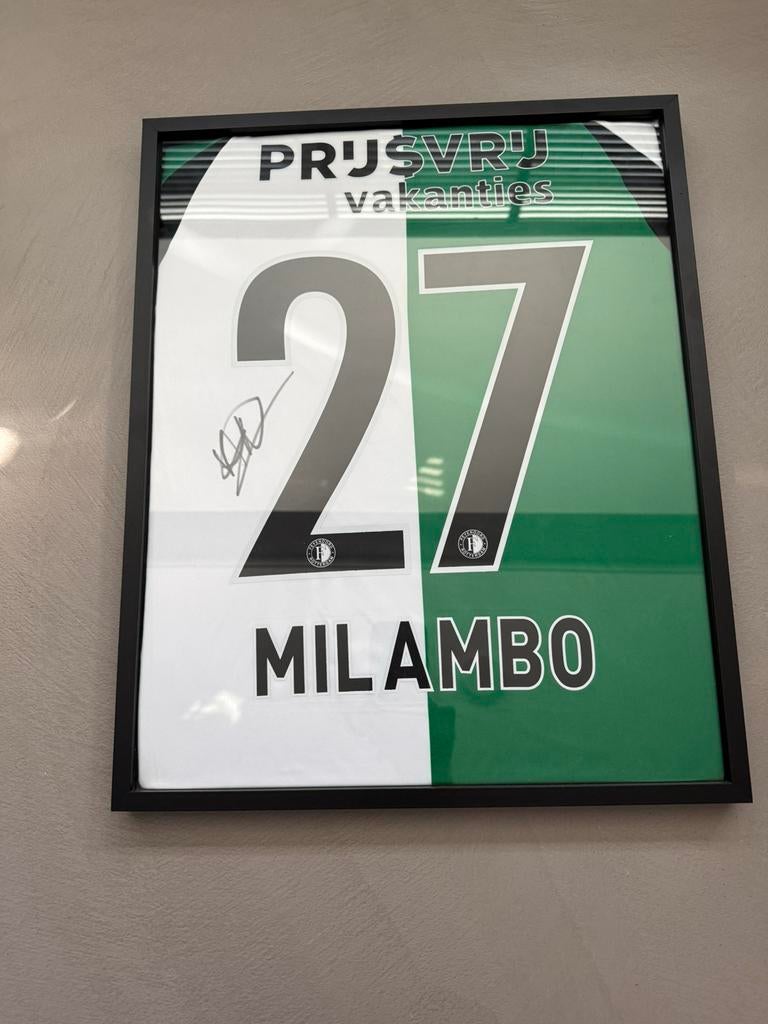 PRIJSVRIJ
vakanties
27
MILAMBO